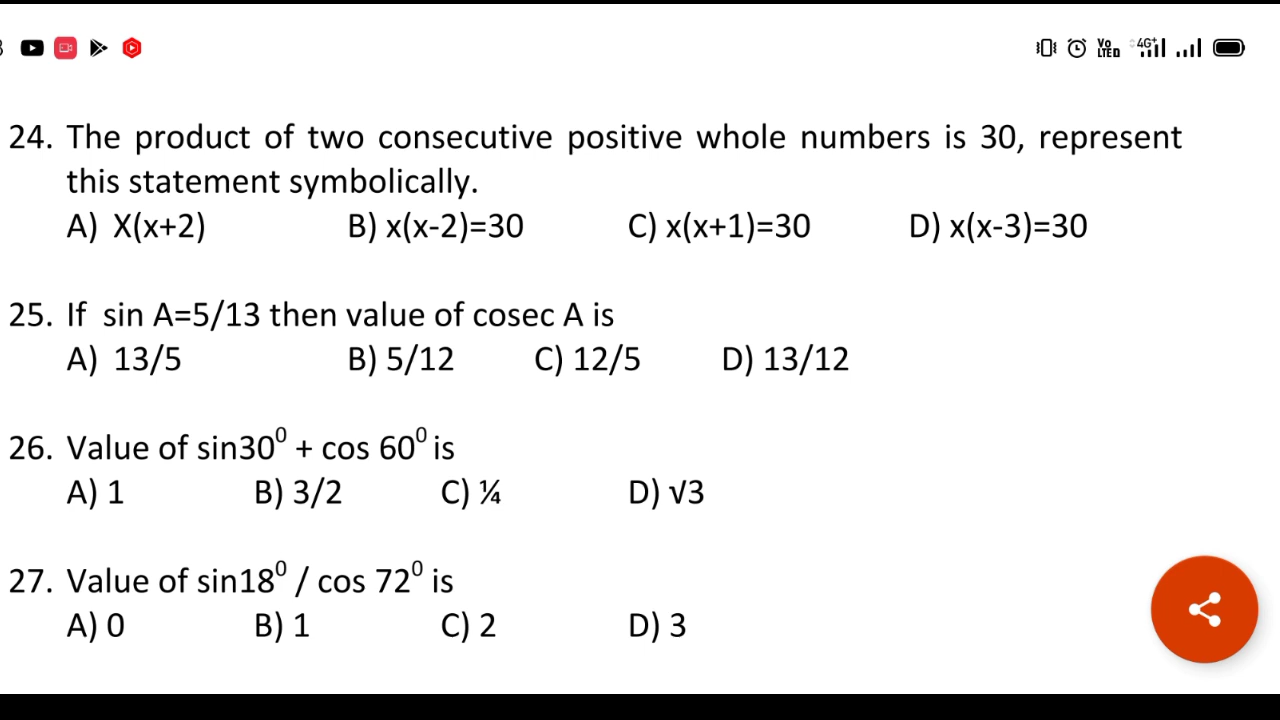 Vo
LTE D 4G+
24. The product of two consecutive positive whole numbers is 30, represent
this statement symbolically.
A) X(x+2) B) x(x-2)=30 C) x(x+1)=30 D) x(x-3)=30
25. If sin A=5/13 then value of cosec A is
A) 13/5 B) 5/12 C) 12/5 D) 13/12
26. Value of sin30⁰ + cos 60⁰ is
A) 1 B) 3/2 C) ¼ D) √3
27. Value of sin18⁰ / cos 72⁰ is
A) 0 B) 1 C) 2 D) 3